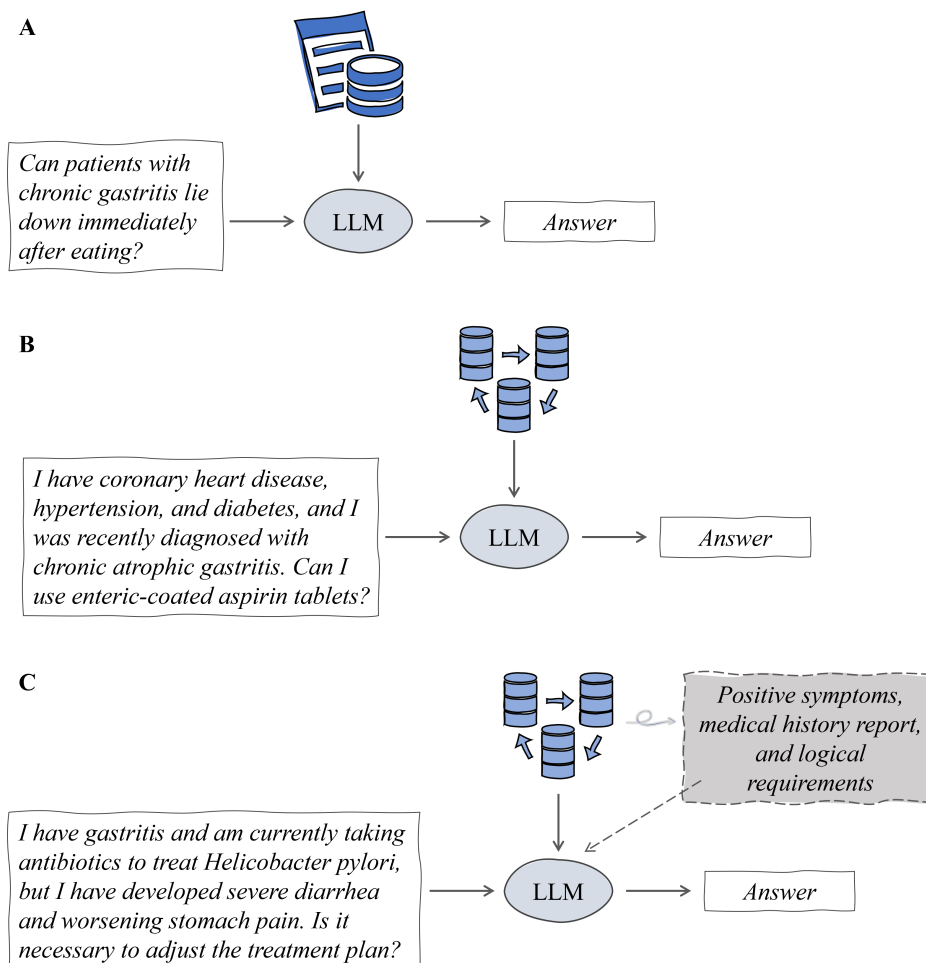 A
Can patients with
chronic gastritis lie
down immediately
after eating?
LLM
Answer
B
I have coronary heart disease,
hypertension, and diabetes, and I
was recently diagnosed with
chronic atrophic gastritis. Can I
use enteric-coated aspirin tablets?
LLM
Answer
C
Positive symptoms,
medical history report,
and logical
requirements
I have gastritis and am currently taking
antibiotics to treat Helicobacter pylori,
but I have developed severe diarrhea
and worsening stomach pain. Is it
necessary to adjust the treatment plan?
LLM
Answer